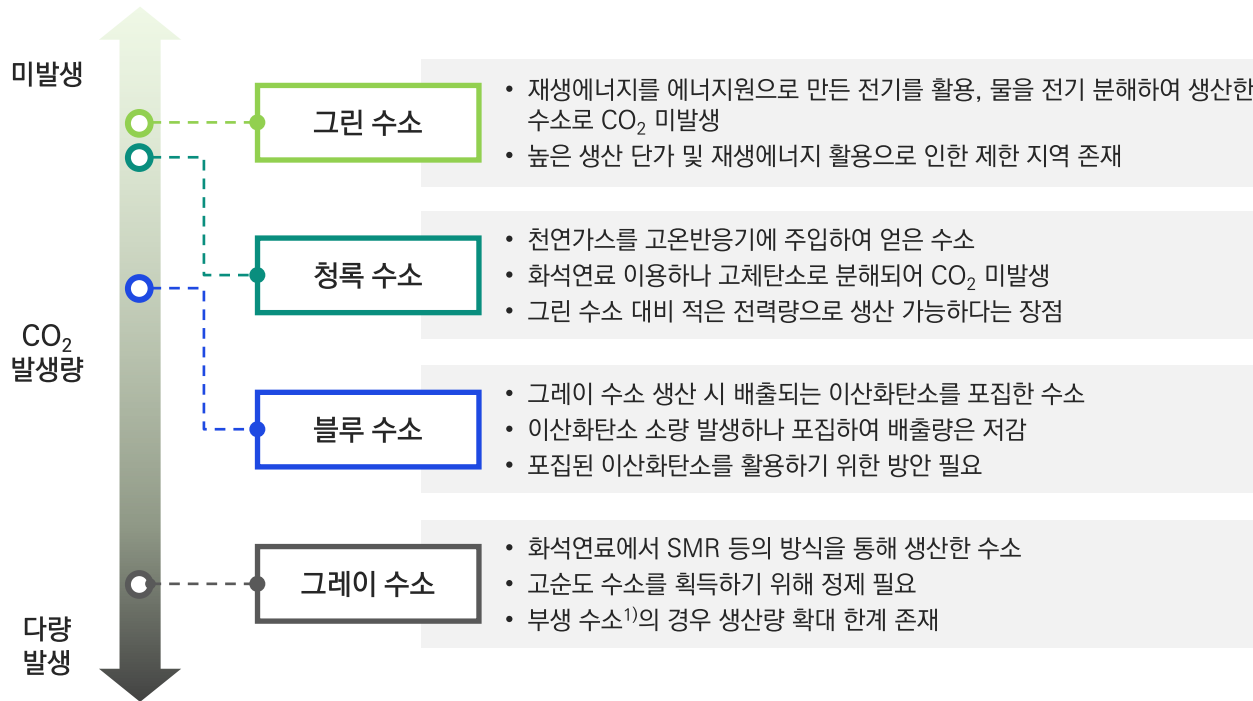 미발생
그린 수소
• 재생에너지를 에너지원으로 만든 전기를 활용, 물을 전기 분해하여 생산한
수소로 CO₂ 미발생
• 높은 생산 단가 및 재생에너지 활용으로 인한 제한 지역 존재
청록 수소
• 천연가스를 고온반응기에 주입하여 얻은 수소
• 화석연료 이용하나 고체탄소로 분해되어 CO₂ 미발생
• 그린 수소 대비 적은 전력량으로 생산 가능하다는 장점
CO₂
발생량
블루 수소
• 그레이 수소 생산 시 배출되는 이산화탄소를 포집한 수소
• 이산화탄소 소량 발생하나 포집하여 배출량은 저감
• 포집된 이산화탄소를 활용하기 위한 방안 필요
그레이 수소
• 화석연료에서 SMR 등의 방식을 통해 생산한 수소
• 고순도 수소를 획득하기 위해 정제 필요
• 부생 수소¹⁾의 경우 생산량 확대 한계 존재
다량
발생